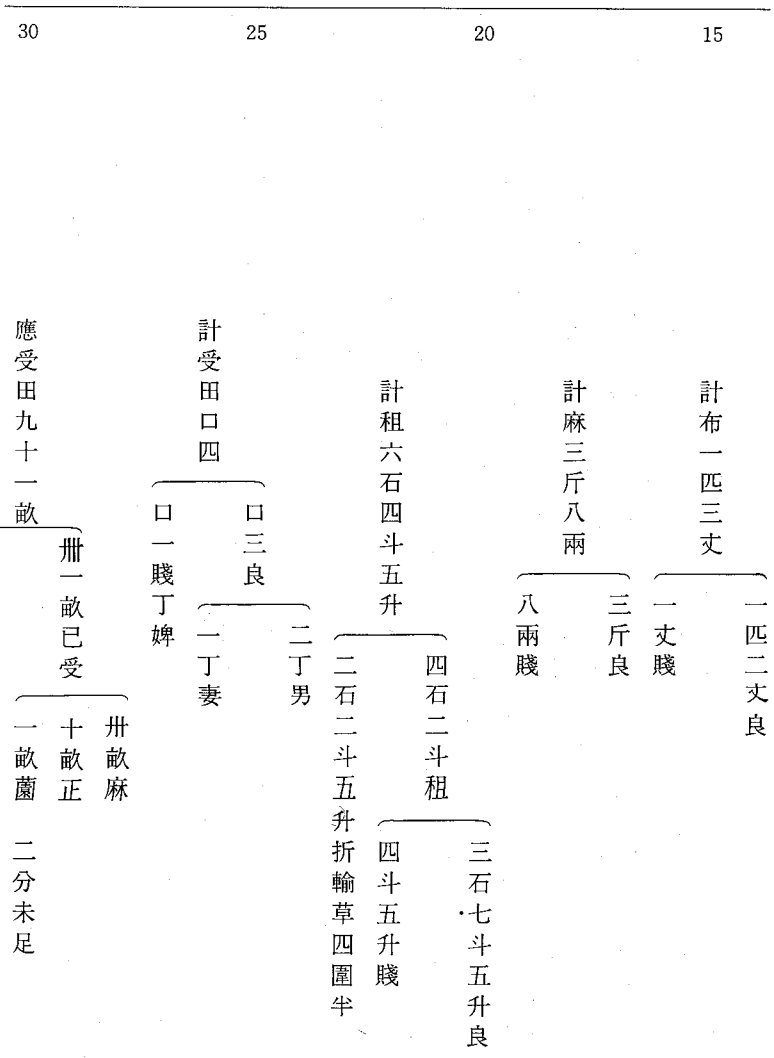 15
20
25
30
計布一匹三丈
一匹二丈良
一丈賤
計麻三斤八兩
三斤良
八兩賤
計租六石四斗五升
四石二斗租
三石七斗五升良
四斗五升賤
二石二斗五升折輸草四圍半
計受田口四
口三良
二丁男
一丁妻
口一賤丁婢
應受田九十一畝
卌一畝已受
卅畝麻
十畝正
一畝薗　二分未足